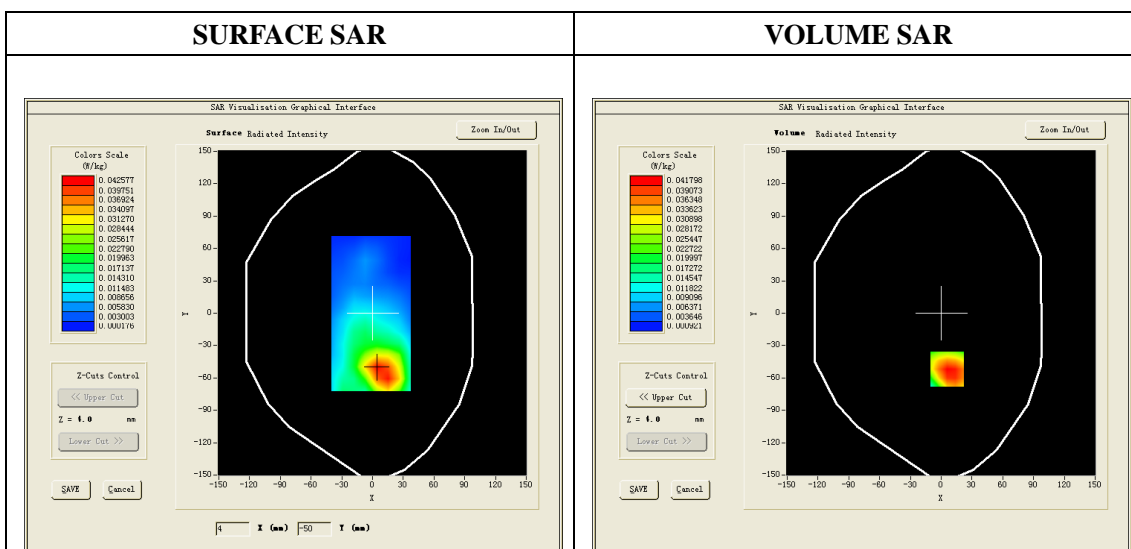 SURFACE SAR
SAR Visualisation Graphical Interface
Surface Radiated Intensity
Zoom In/Out
Colors Scale
(W/kg)
0.042577
0.039751
0.036924
0.034097
0.031270
0.028444
0.025617
0.022790
0.019963
0.017137
0.014310
0.011483
0.008656
0.005830
0.003003
0.000176
150
120
90
60
30
0
-30
-60
-90
-120
-150
Y
-150 -120 -90 -60 -30 0 30 60 90 120 150
X
Z-Cuts Control
<< Upper Cut
Z = 4.0 mm
Lower Cut >>
SAVE Cancel
4 X (mm) -50 Y (mm)
VOLUME SAR
SAR Visualisation Graphical Interface
Volume Radiated Intensity
Zoom In/Out
Colors Scale
(W/kg)
0.041798
0.039073
0.036348
0.033623
0.030898
0.028172
0.025447
0.022722
0.019997
0.017272
0.014547
0.011822
0.009096
0.006371
0.003646
0.000921
150
120
90
60
30
0
-30
-60
-90
-120
-150
Y
-150 -120 -90 -60 -30 0 30 60 90 120 150
X
Z-Cuts Control
<< Upper Cut
Z = 4.0 mm
Lower Cut >>
SAVE Cancel